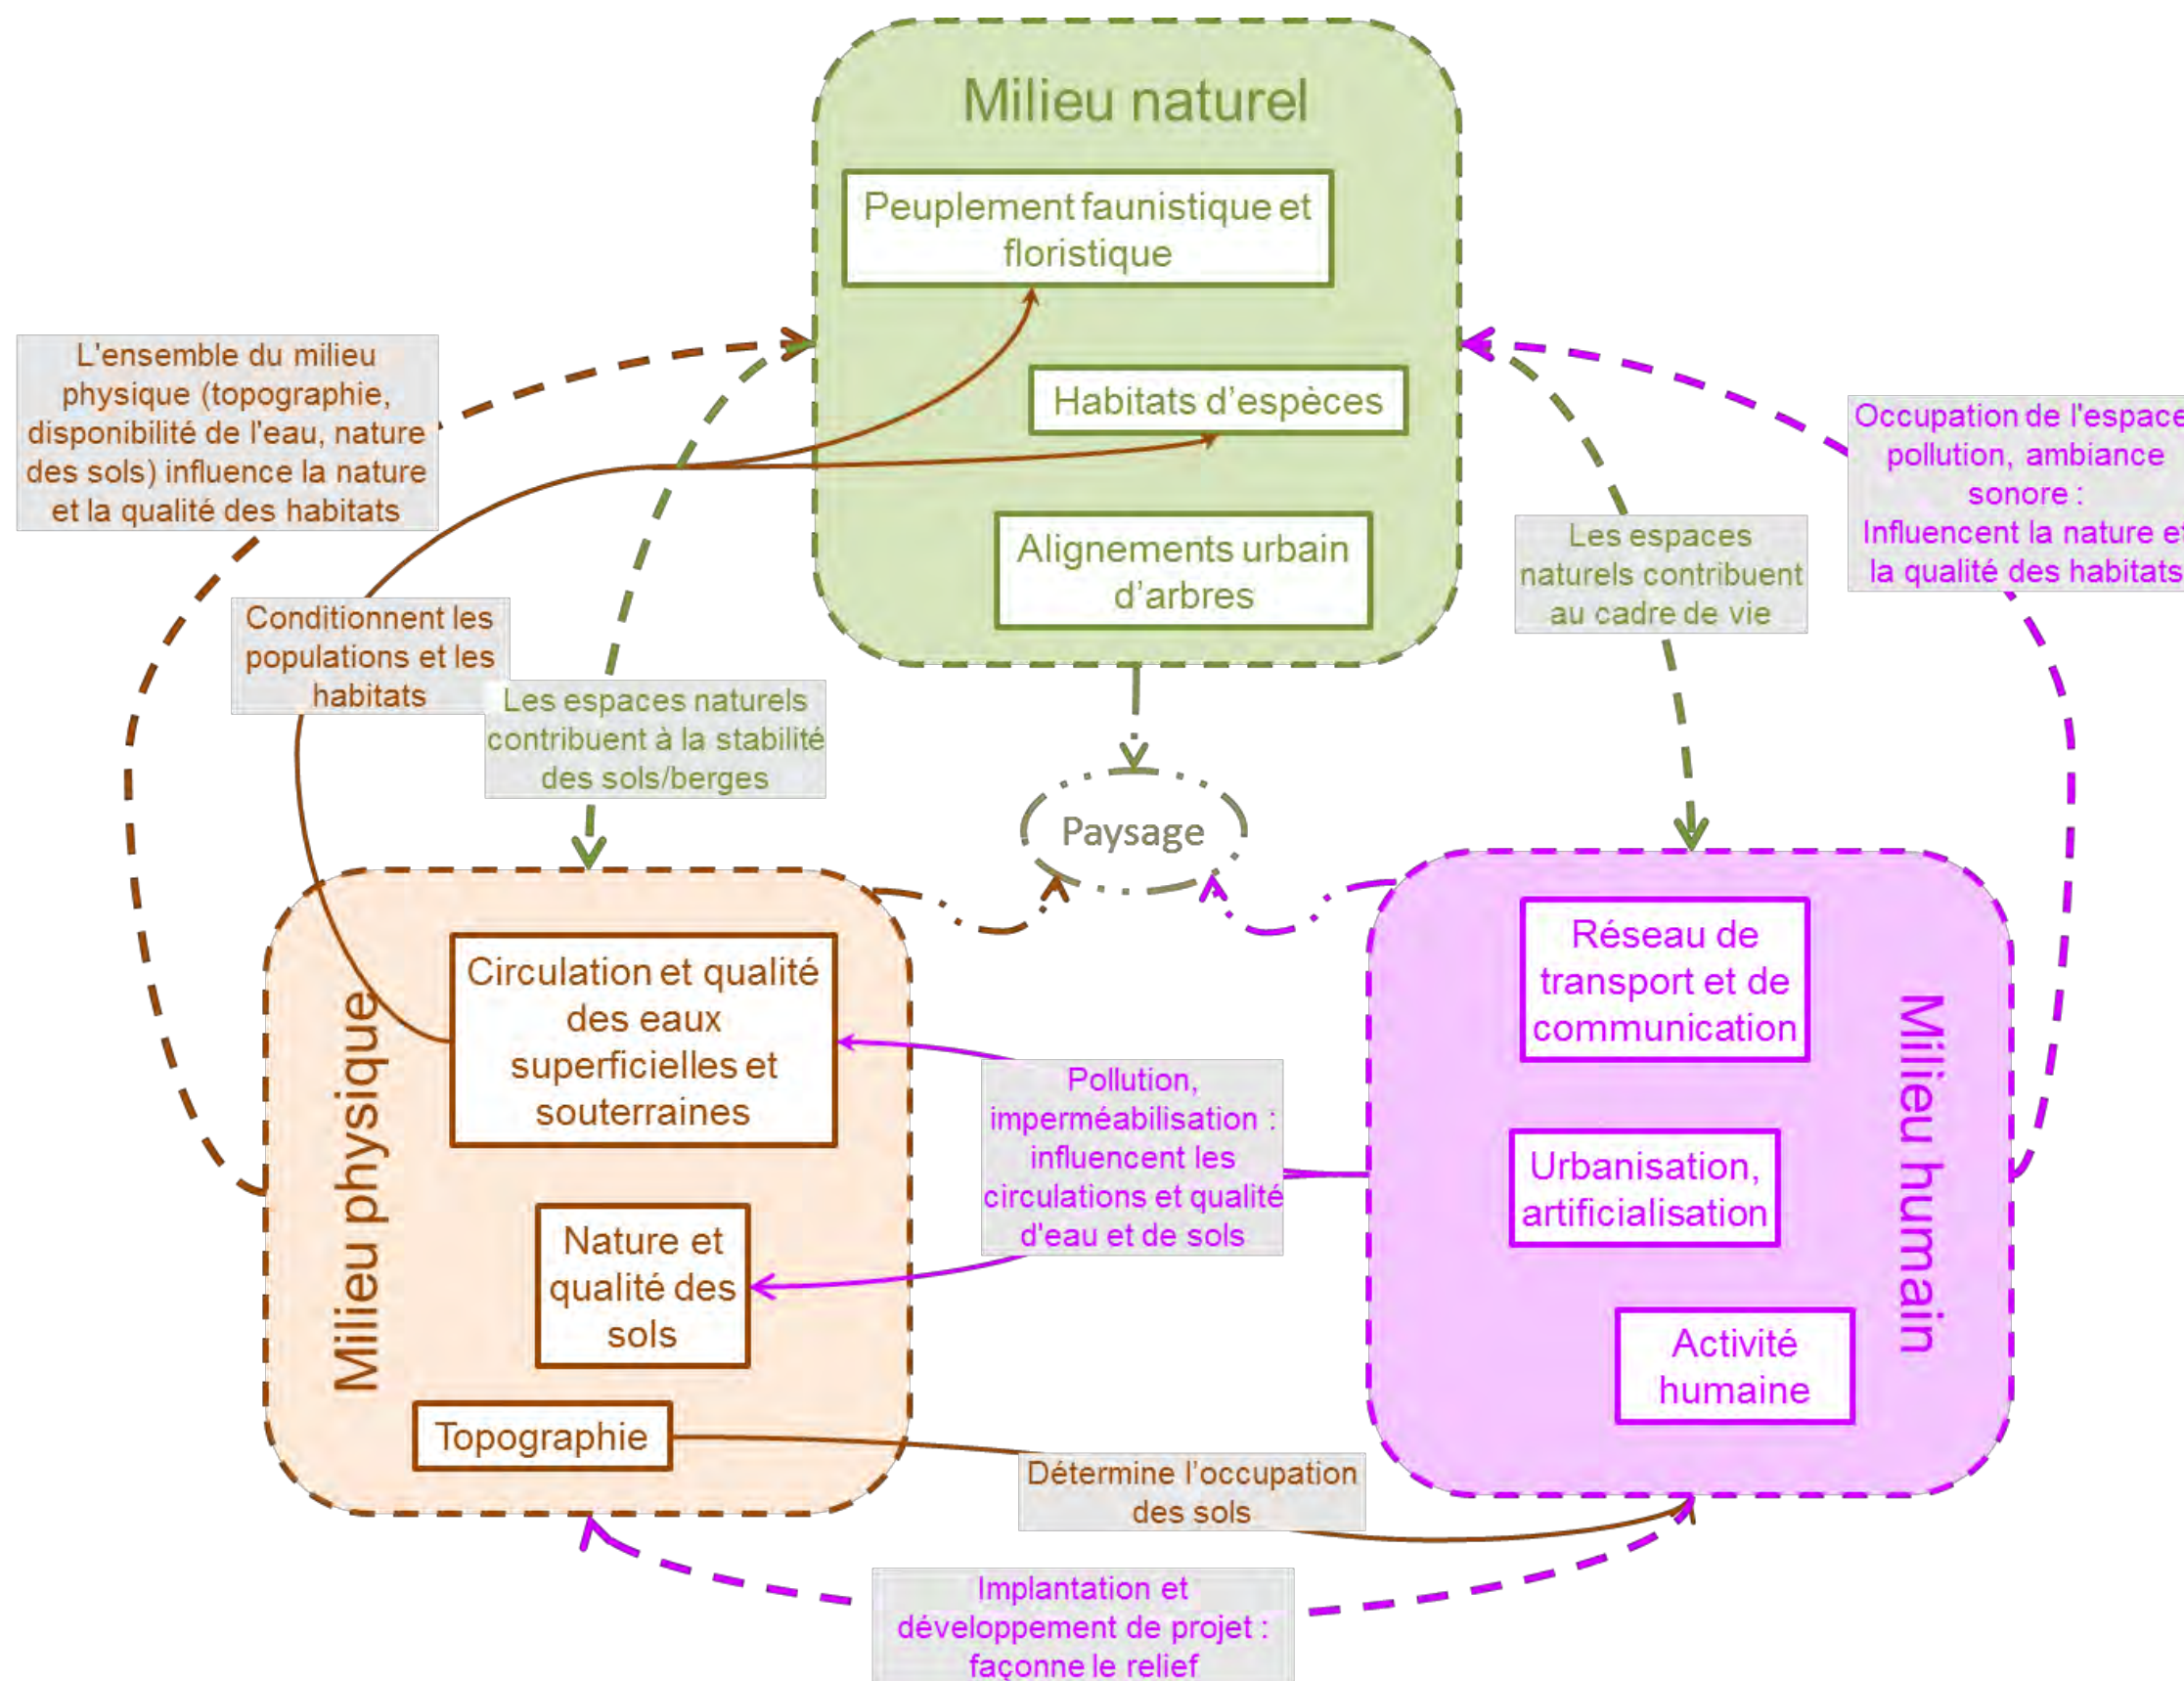 Milieu naturel
Peuplement faunistique et
floristique
Habitats d'espèces
Alignements urbain
d'arbres
L'ensemble du milieu
physique (topographie,
disponibilité de l'eau, nature
des sols) influence la nature
et la qualité des habitats
Conditionnent les
populations et les
habitats
Les espaces naturels
contribuent à la stabilité
des sols/berges
Les espaces
naturels contribuent
au cadre de vie
Occupation de l'espace
pollution, ambiance
sonore :
Influencent la nature et
la qualité des habitats
Paysage
Milieu physique
Circulation et qualité
des eaux
superficielles et
souterraines
Nature et
qualité des
sols
Topographie
Pollution,
imperméabilisation :
influencent les
circulations et qualité
d'eau et de sols
Milieu humain
Réseau de
transport et de
communication
Urbanisation,
artificialisation
Activité
humaine
Détermine l'occupation
des sols
Implantation et
développement de projet :
façonne le relief